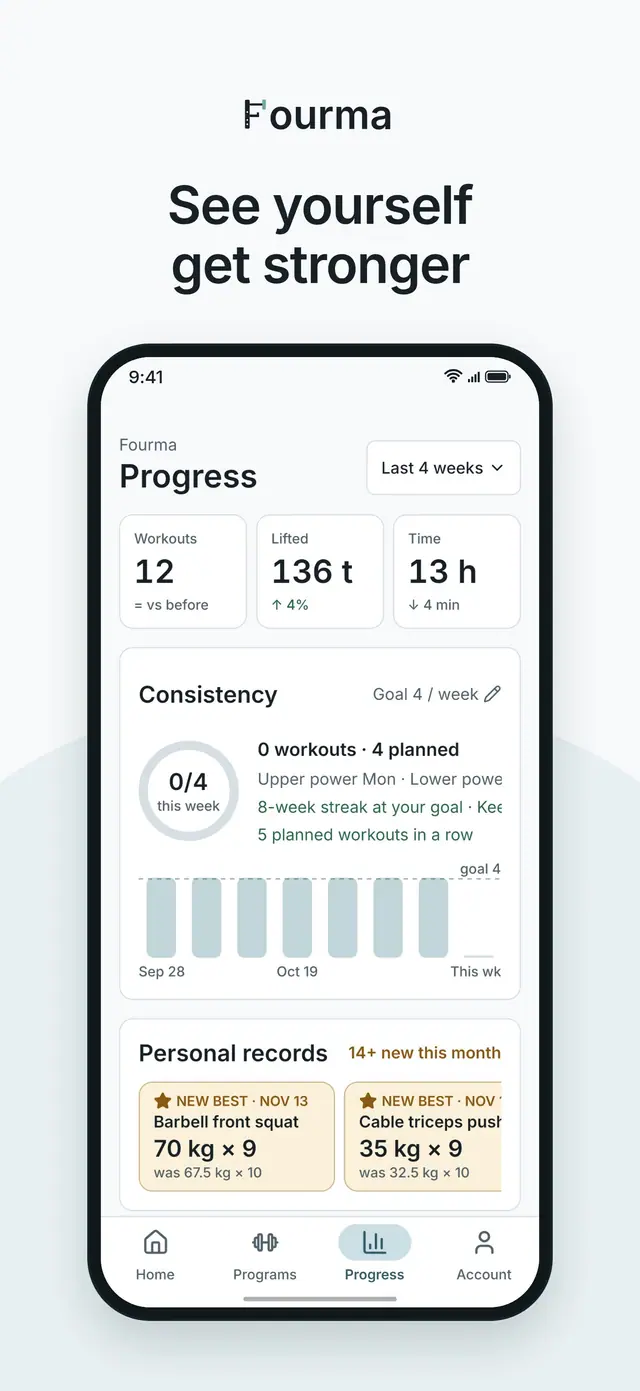 Fourma
See yourself
get stronger
9:41
Fourma
Progress
Last 4 weeks
Workouts
12
= vs before
Lifted
136 t
↑ 4%
Time
13 h
↓ 4 min
Consistency
Goal 4 / week
0/4
this week
0 workouts · 4 planned
Upper power Mon · Lower powe
8-week streak at your goal · Kee
5 planned workouts in a row
goal 4
Sep 28
Oct 19
This wk
Personal records
14+ new this month
NEW BEST · NOV 13
Barbell front squat
70 kg × 9
was 67.5 kg × 10
NEW BEST · NOV
Cable triceps push
35 kg × 9
was 32.5 kg × 10
Home
Programs
Progress
Account